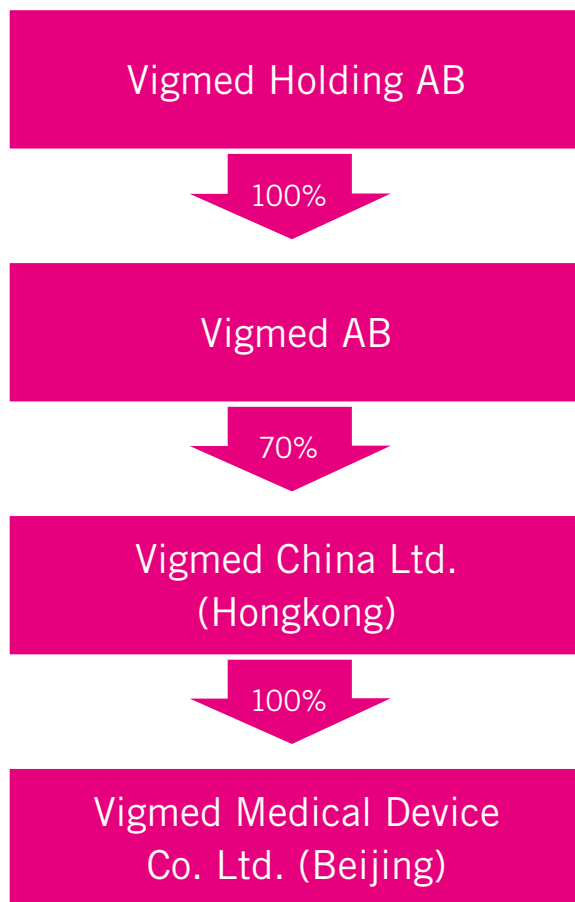 Vigmed Holding AB
100%
Vigmed AB
70%
Vigmed China Ltd.
(Hongkong)
100%
Vigmed Medical Device
Co. Ltd. (Beijing)